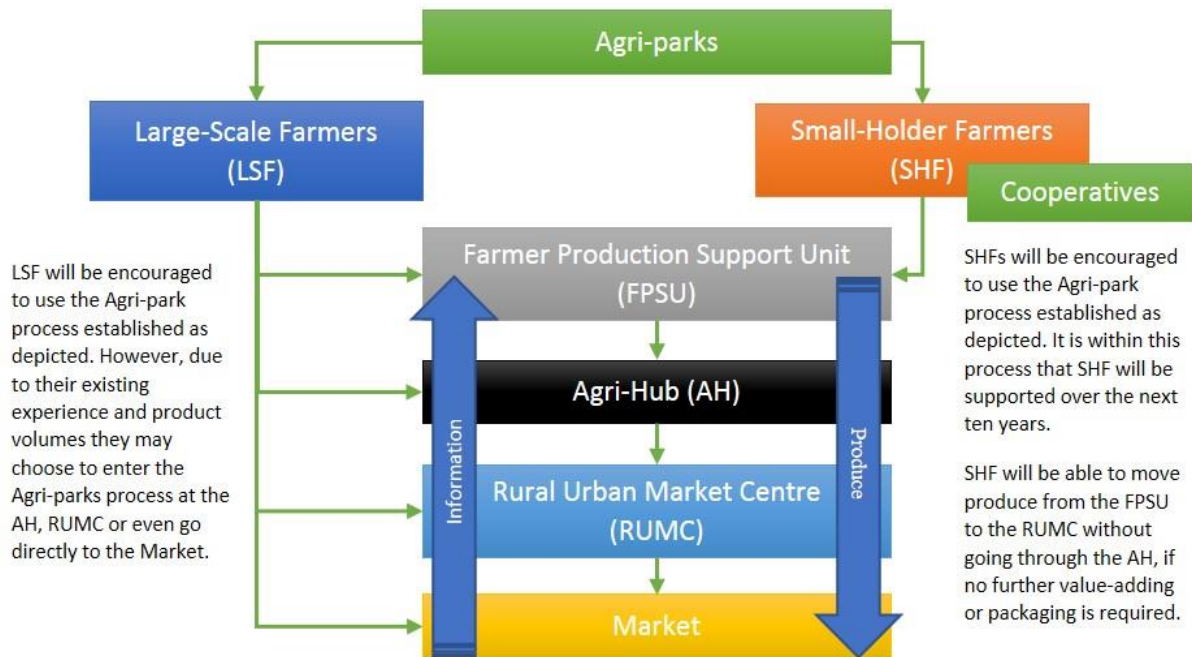 Agri-parks
Large-Scale Farmers
(LSF)
Small-Holder Farmers
(SHF)
Cooperatives
LSF will be encouraged
to use the Agri-park
process established as
depicted. However, due
to their existing
experience and product
volumes they may
choose to enter the
Agri-parks process at the
AH, RUMC or even go
directly to the Market.
Farmer Production Support Unit
(FPSU)
Agri-Hub (AH)
Rural Urban Market Centre
(RUMC)
Market
Information
Produce
SHFs will be encouraged
to use the Agri-park
process established as
depicted. It is within this
process that SHF will be
supported over the next
ten years.
SHF will be able to move
produce from the FPSU
to the RUMC without
going through the AH, if
no further value-adding
or packaging is required.